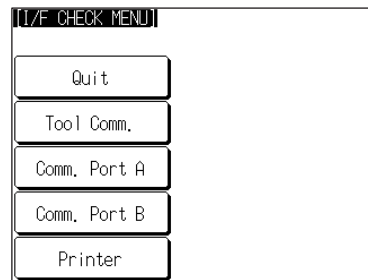 [I/F CHECK MENU]
Quit
Tool Comm.
Comm. Port A
Comm. Port B
Printer